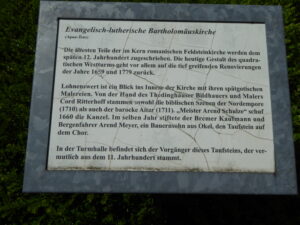 Evangelisch-lutherische Bartholomäuskirche
Die ältesten Teile der im Kern romanischen Feldsteinkirche werden dem
späten 12. Jahrhundert zugeschrieben. Die heutige Gestalt des quadra-
tischen Westturms geht vor allem auf die tief greifenden Renovierungen
der Jahre 1659 und 1779 zurück.
Lohnenswert ist ein Blick ins Innere der Kirche mit ihren spätgotischen
Malereien. Von der Hand des Thedinghäuser Bildhauers und Malers
Cord Ritterhoff stammen sowohl die biblischen Szenen der Nordempore
(1710) als auch der barocke Altar (1711). „Meister Arend Schulze“ schuf
1660 die Kanzel. Im selben Jahr stiftete der Bremer Kaufmann und
Bergenfahrer Arend Meyer, ein Bauernsohn aus Okel, den Taufstein auf
dem Chor.
In der Turmhalle befindet sich der Vorgänger dieses Taufsteins, der ver-
mutlich aus dem 11. Jahrhundert stammt.